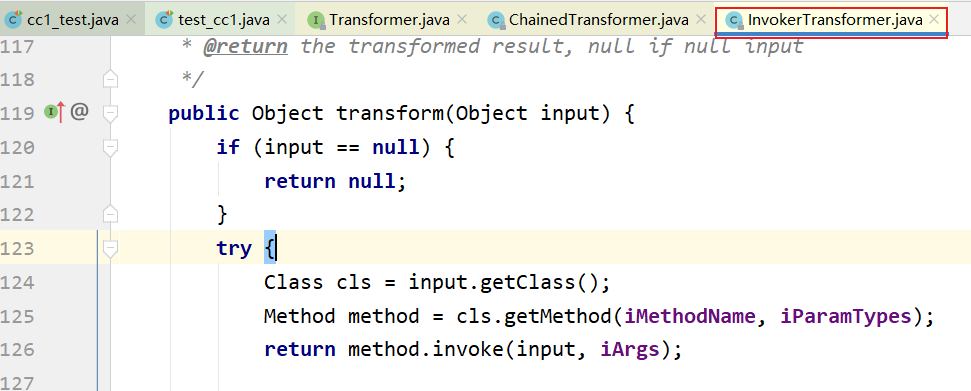 cc1_test.java test_cc1.java Transformer.java ChainedTransformer.java InvokerTransformer.java
117 * @return the transformed result, null if null input
118 */
119 public Object transform(Object input) {
120 if (input == null) {
121 return null;
122 }
123 try {
124 Class cls = input.getClass();
125 Method method = cls.getMethod(iMethodName, iParamTypes);
126 return method.invoke(input, iArgs);
127